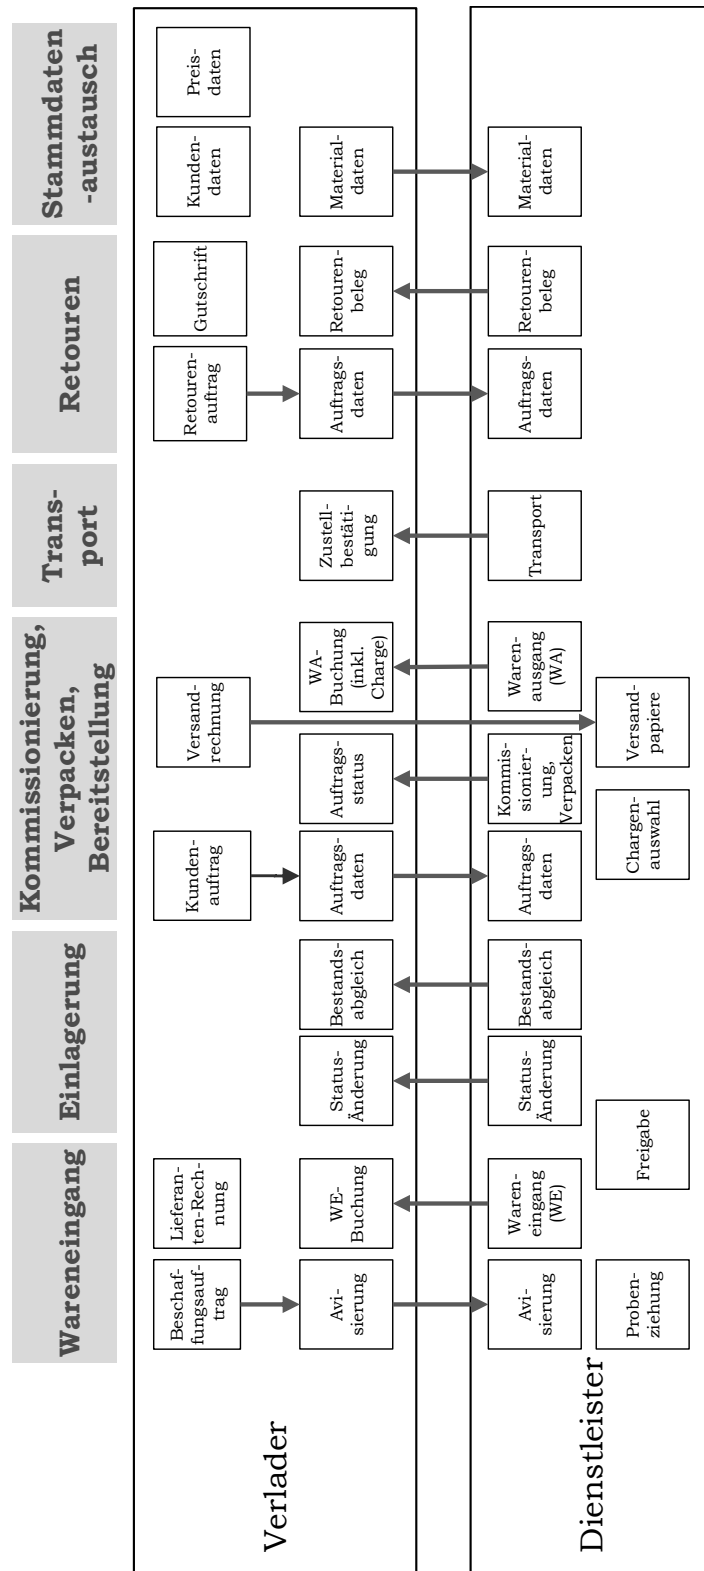 Wareneingang
Einlagerung
Kommissionierung,
Verpacken,
Bereitstellung
Trans-
port
Retouren
Stammdaten
-austausch
Verlader
Beschaf-
fungsauf-
trag
Lieferan-
ten-Rech-
nung
Kunden-
auftrag
Versand-
rechnung
Retouren-
auftrag
Gutschrift
Kunden-
daten
Preis-
daten
Avi-
sierung
WE-
Buchung
Status-
Änderung
Bestands-
abgleich
Auftrags-
daten
Auftrags-
status
WA-
Buchung
(inkl.
Charge)
Zustell-
bestäti-
gung
Auftrags-
daten
Retouren-
beleg
Material-
daten
Dienstleister
Avi-
sierung
Waren-
eingang
(WE)
Status-
Änderung
Bestands-
abgleich
Auftrags-
daten
Kommis-
sionier-
ung,
Verpacken
Waren-
ausgang
(WA)
Transport
Auftrags-
daten
Retouren-
beleg
Material-
daten
Proben-
ziehung
Freigabe
Chargen-
auswahl
Versand-
papiere